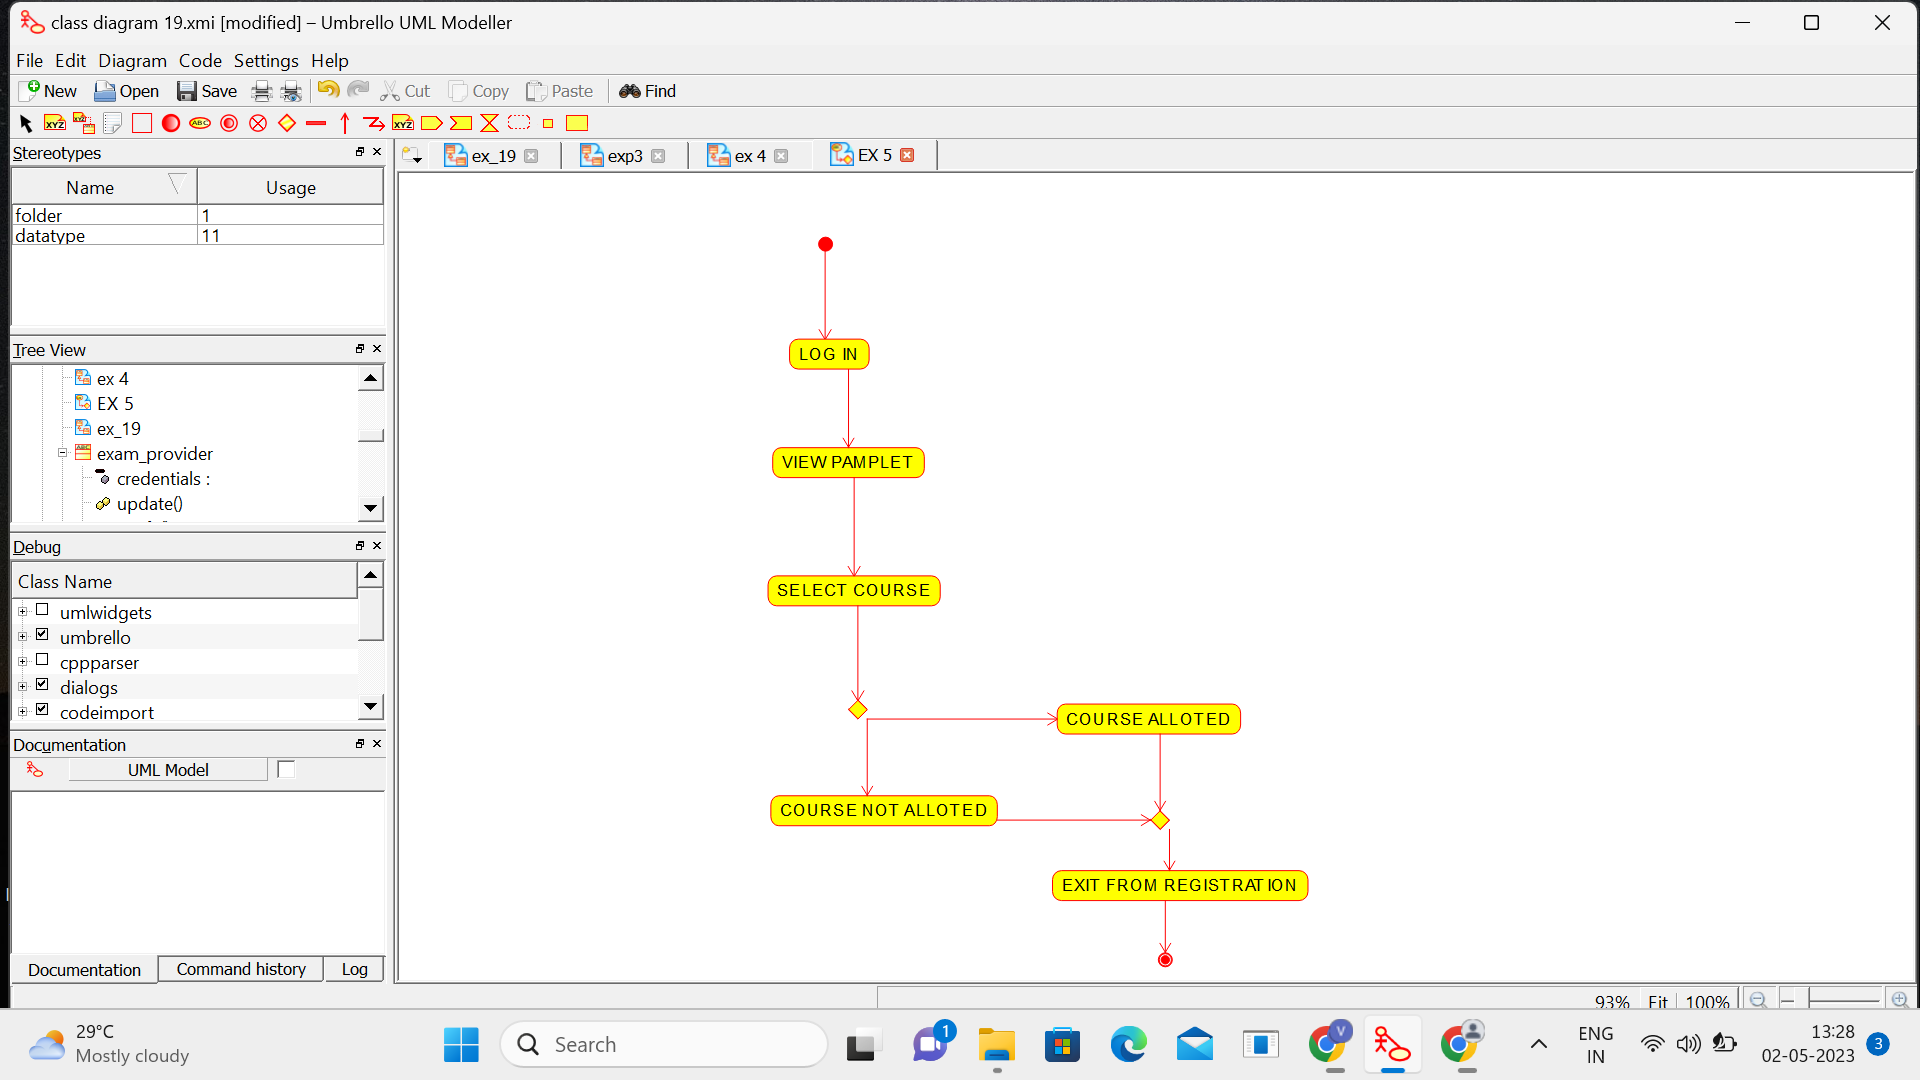 class diagram 19.xmi [modified] – Umbrello UML Modeller
File Edit Diagram Code Settings Help
New Open Save Cut Copy Paste Find
ABC XYZ
Stereotypes
ex_19 exp3 ex 4 EX 5
Name Usage
folder 1
datatype 11
Tree View
ex 4
EX 5
ex_19
exam_provider
credentials :
update()
Debug
Class Name
umlwidgets
umbrello
cppparser
dialogs
codeimport
Documentation
UML Model
Documentation Command history Log
LOG IN
VIEW PAMPLET
SELECT COURSE
COURSE ALLOTED
COURSE NOT ALLOTED
EXIT FROM REGISTRATION
93% Fit 100%
29°C
Mostly cloudy
Search
1
V
ENG
IN
13:28
02-05-2023
3